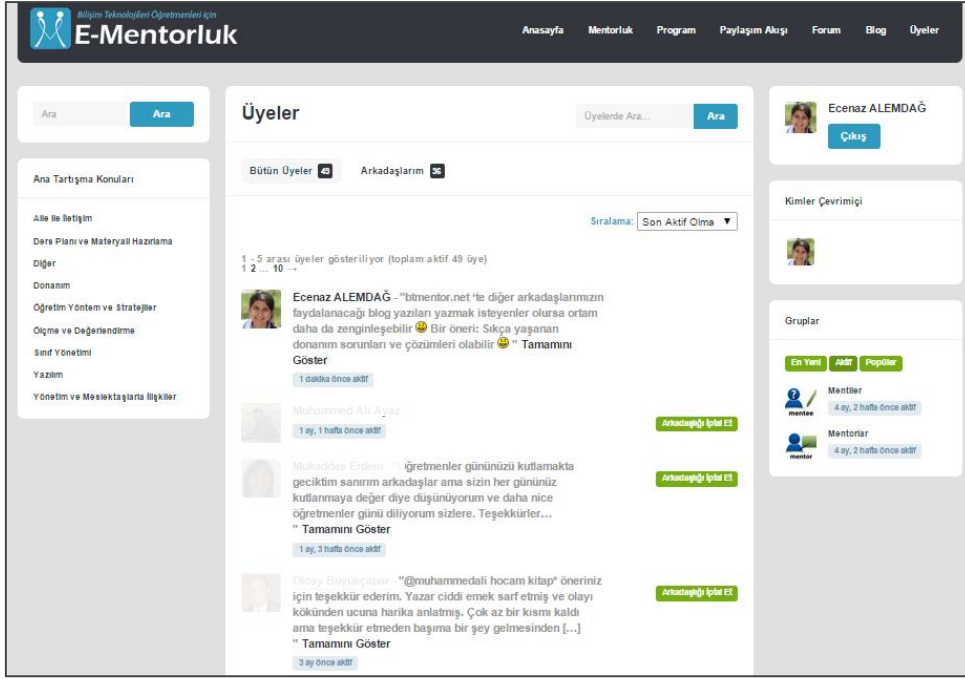 Bilişim Teknolojileri Öğretmenleri için
E-Mentorluk
Anasayfa Mentorluk Program Paylaşım Akışı Forum Blog Üyeler
Ara Ara
Ana Tartışma Konuları
Aile ile İletişim
Ders Planı ve Materyali Hazırlama
Diğer
Donanım
Öğretim Yöntem ve Stratejiler
Ölçme ve Değerlendirme
Sınıf Yönetimi
Yazılım
Yönetim ve Meslektaşlarla İlişkiler
Üyeler
Üyelerde Ara... Ara
Bütün Üyeler 49 Arkadaşlarım 36
Sıralama: Son Aktif Olma ▼
1 - 5 arası üyeler gösteriliyor (toplam aktif 49 üye)
1 2 ... 10 →
Ecenaz ALEMDAĞ - "btmentor.net 'te diğer arkadaşlarımızın
faydalanacağı blog yazıları yazmak isteyenler olursa ortam
daha da zenginleşebilir 😀 Bir öneri: Sıkça yaşanan
donanım sorunları ve çözümleri olabilir 😀 " Tamamını
Göster
1 dakika önce aktif
Muhammed Ali Ayaz
1 ay, 1 hafta önce aktif
Arkadaşlığı İptal Et
Mukaddes Erdem - "Öğretmenler gününüzü kutlamakta
geciktim sanırım arkadaşlar ama sizin her gününüz
kutlanmaya değer diye düşünüyorum ve daha nice
öğretmenler günü diliyorum sizlere. Teşekkürler…
" Tamamını Göster
1 ay, 3 hafta önce aktif
Arkadaşlığı İptal Et
Olcay Büyükçapar -"@muhammedali hocam kitap* öneriniz
için teşekkür ederim. Yazar ciddi emek sarf etmiş ve olayı
kökünden ucuna harika anlatmış. Çok az bir kısmı kaldı
ama teşekkür etmeden başıma bir şey gelmesinden [...]
" Tamamını Göster
3 ay önce aktif
Arkadaşlığı İptal Et
Ecenaz ALEMDAĞ
Çıkış
Kimler Çevrimiçi
Gruplar
En Yeni Aktif Popüler
mentee
Mentiler
4 ay, 2 hafta önce aktif
mentor
Mentorlar
4 ay, 2 hafta önce aktif